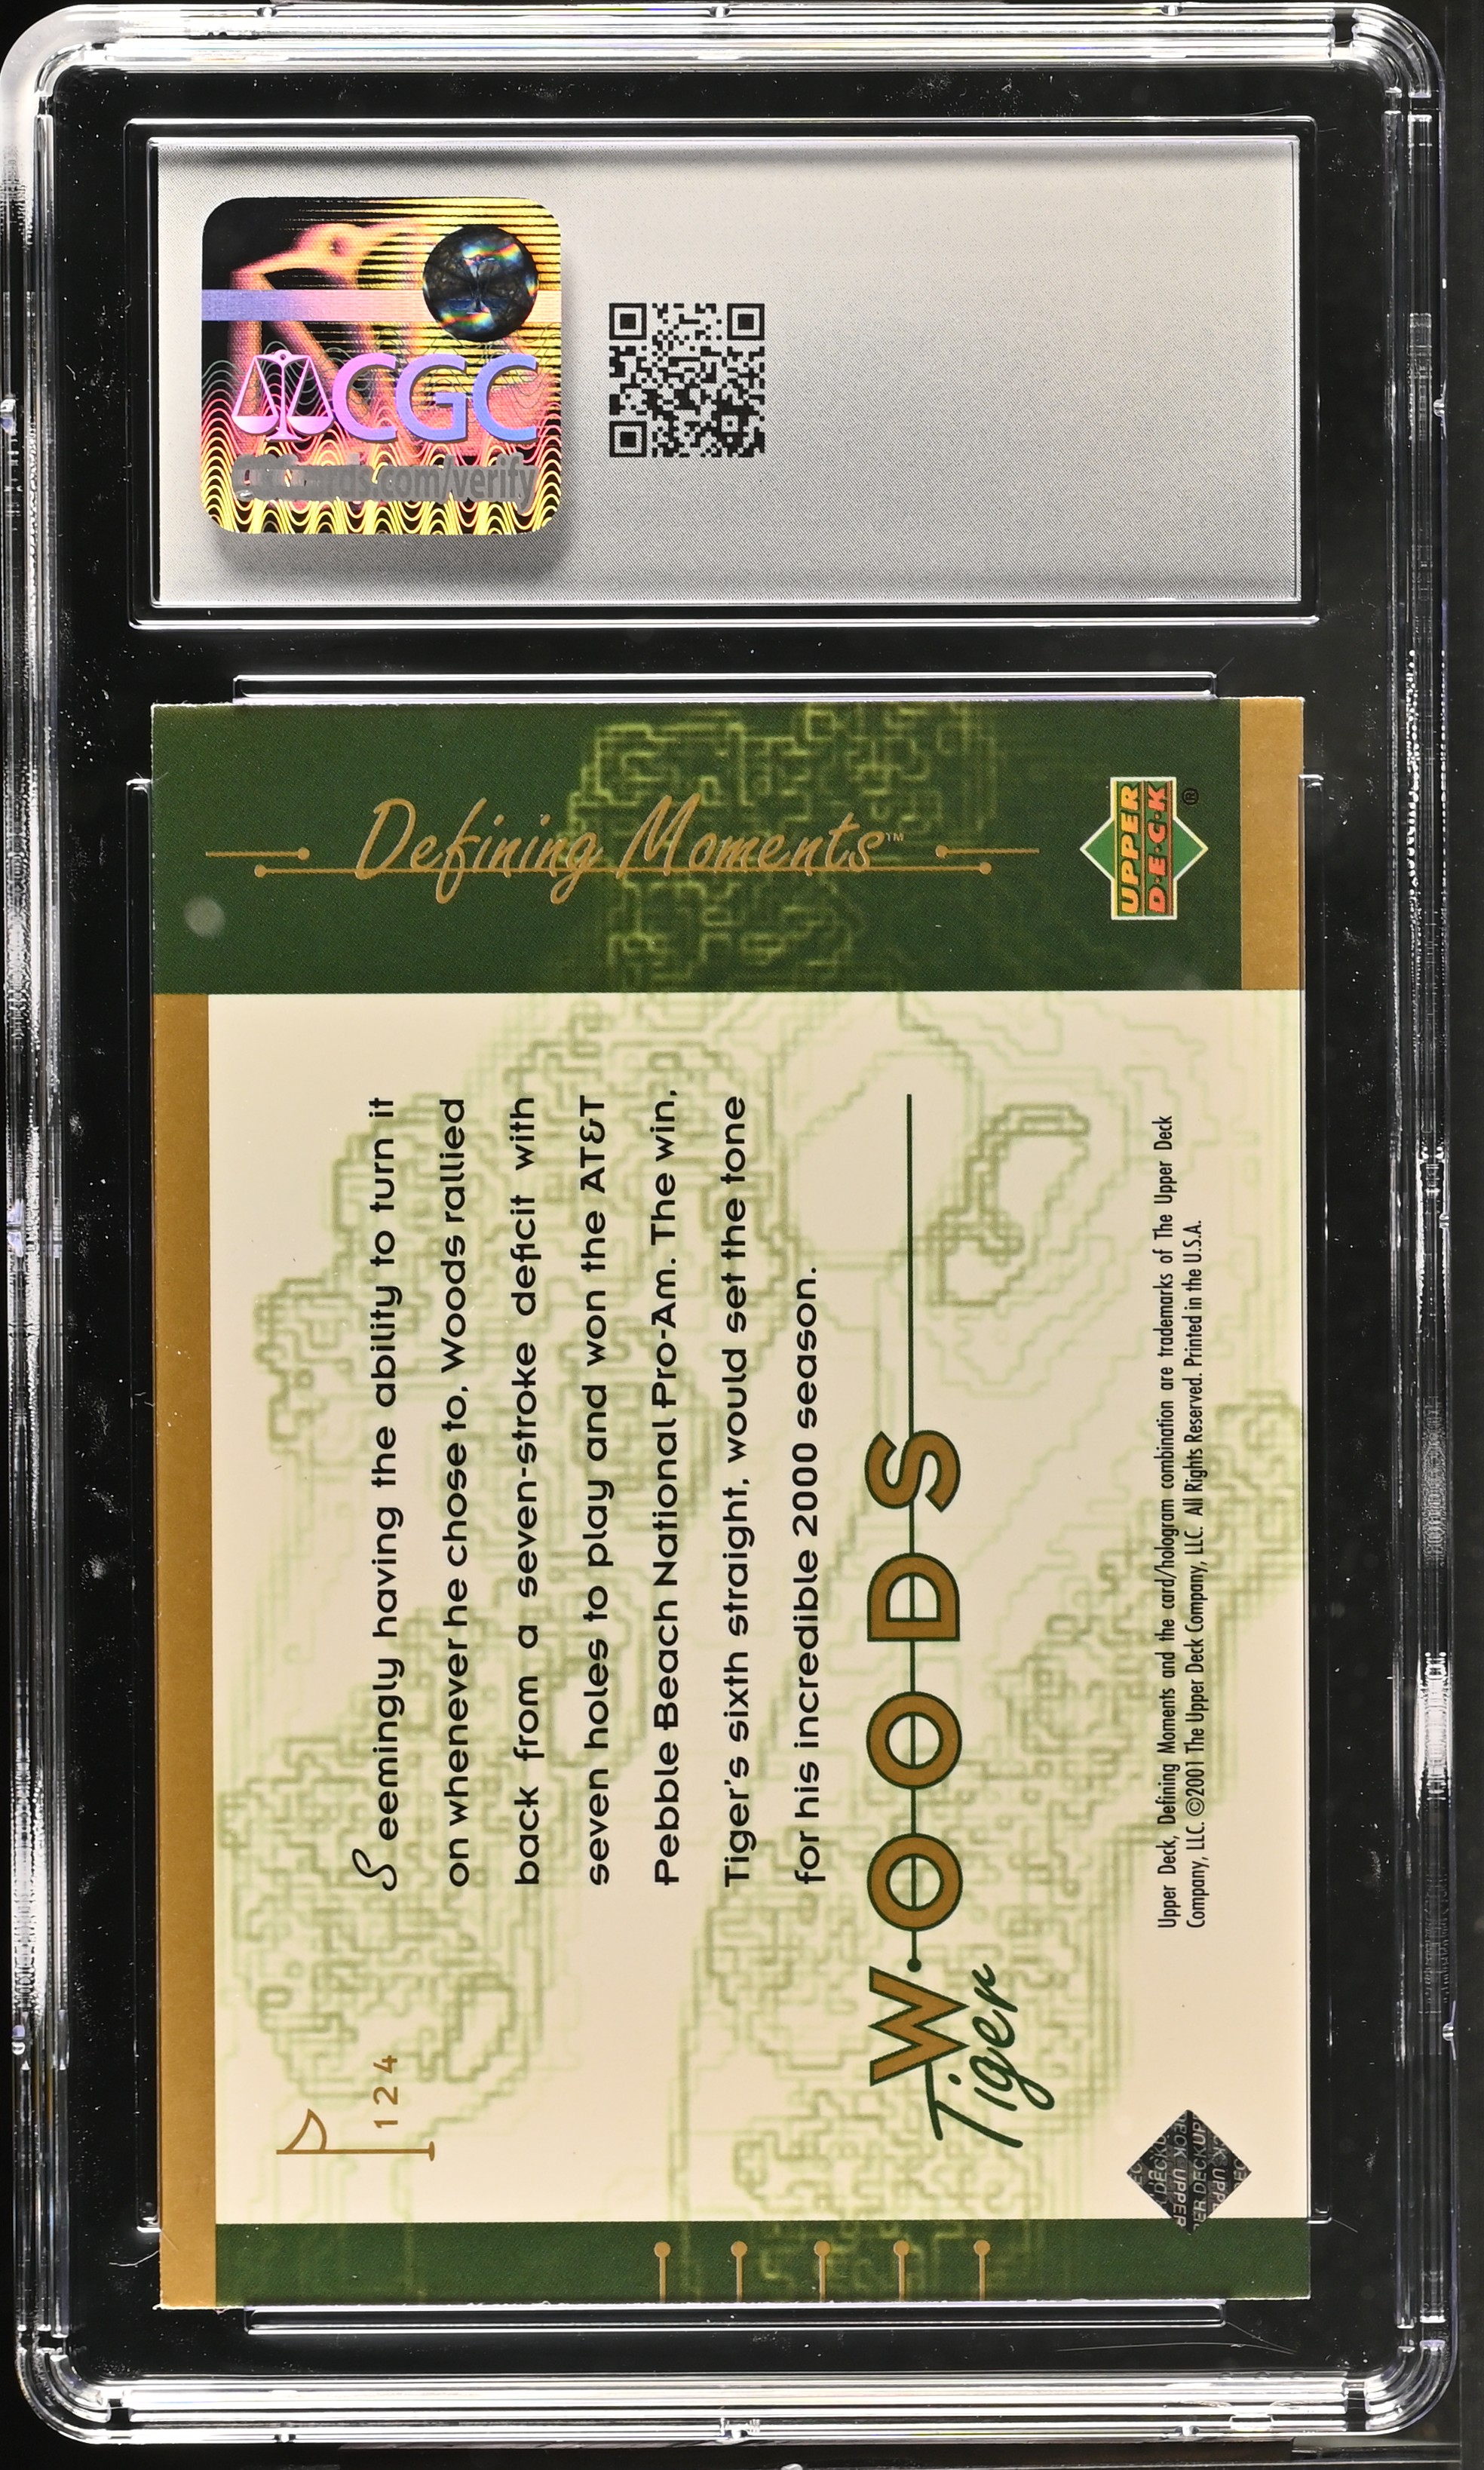 CGC
cards.com/verify
Defining Moments™
UPPER
D•E•C•K
®
124
Seemingly having the ability to turn it
on whenever he chose to, Woods rallied
back from a seven-stroke deficit with
seven holes to play and won the AT&T
Pebble Beach National Pro-Am. The win,
Tiger's sixth straight, would set the tone
for his incredible 2000 season.
WOODS
Tiger
Upper Deck, Defining Moments and the card/hologram combination are trademarks of The Upper Deck
Company, LLC. ©2001 The Upper Deck Company, LLC. All Rights Reserved. Printed in the U.S.A.